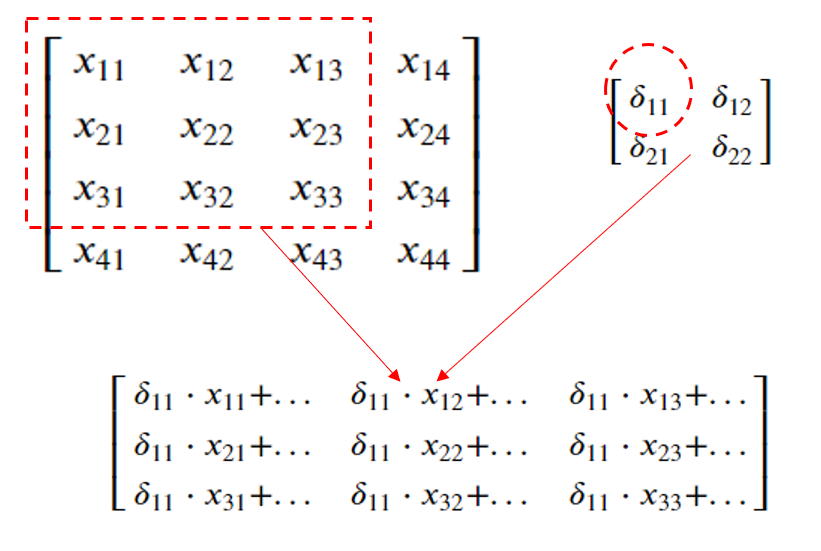 x₁₁ x₁₂ x₁₃ x₁₄
x₂₁ x₂₂ x₂₃ x₂₄
x₃₁ x₃₂ x₃₃ x₃₄
x₄₁ x₄₂ x₄₃ x₄₄
δ₁₁ δ₁₂
δ₂₁ δ₂₂
δ₁₁ · x₁₁+... δ₁₁ · x₁₂+... δ₁₁ · x₁₃+...
δ₁₁ · x₂₁+... δ₁₁ · x₂₂+... δ₁₁ · x₂₃+...
δ₁₁ · x₃₁+... δ₁₁ · x₃₂+... δ₁₁ · x₃₃+...